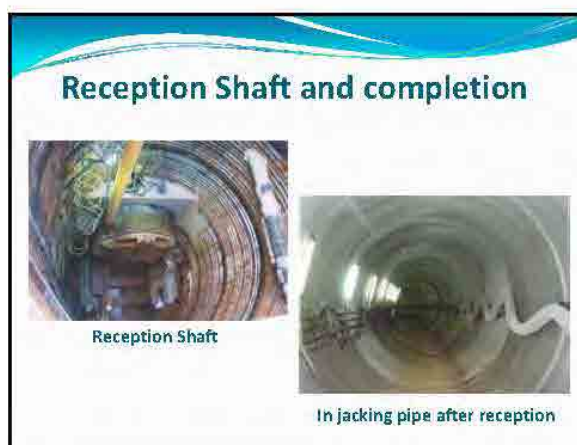 Reception Shaft and completion
Reception Shaft
In jacking pipe after reception